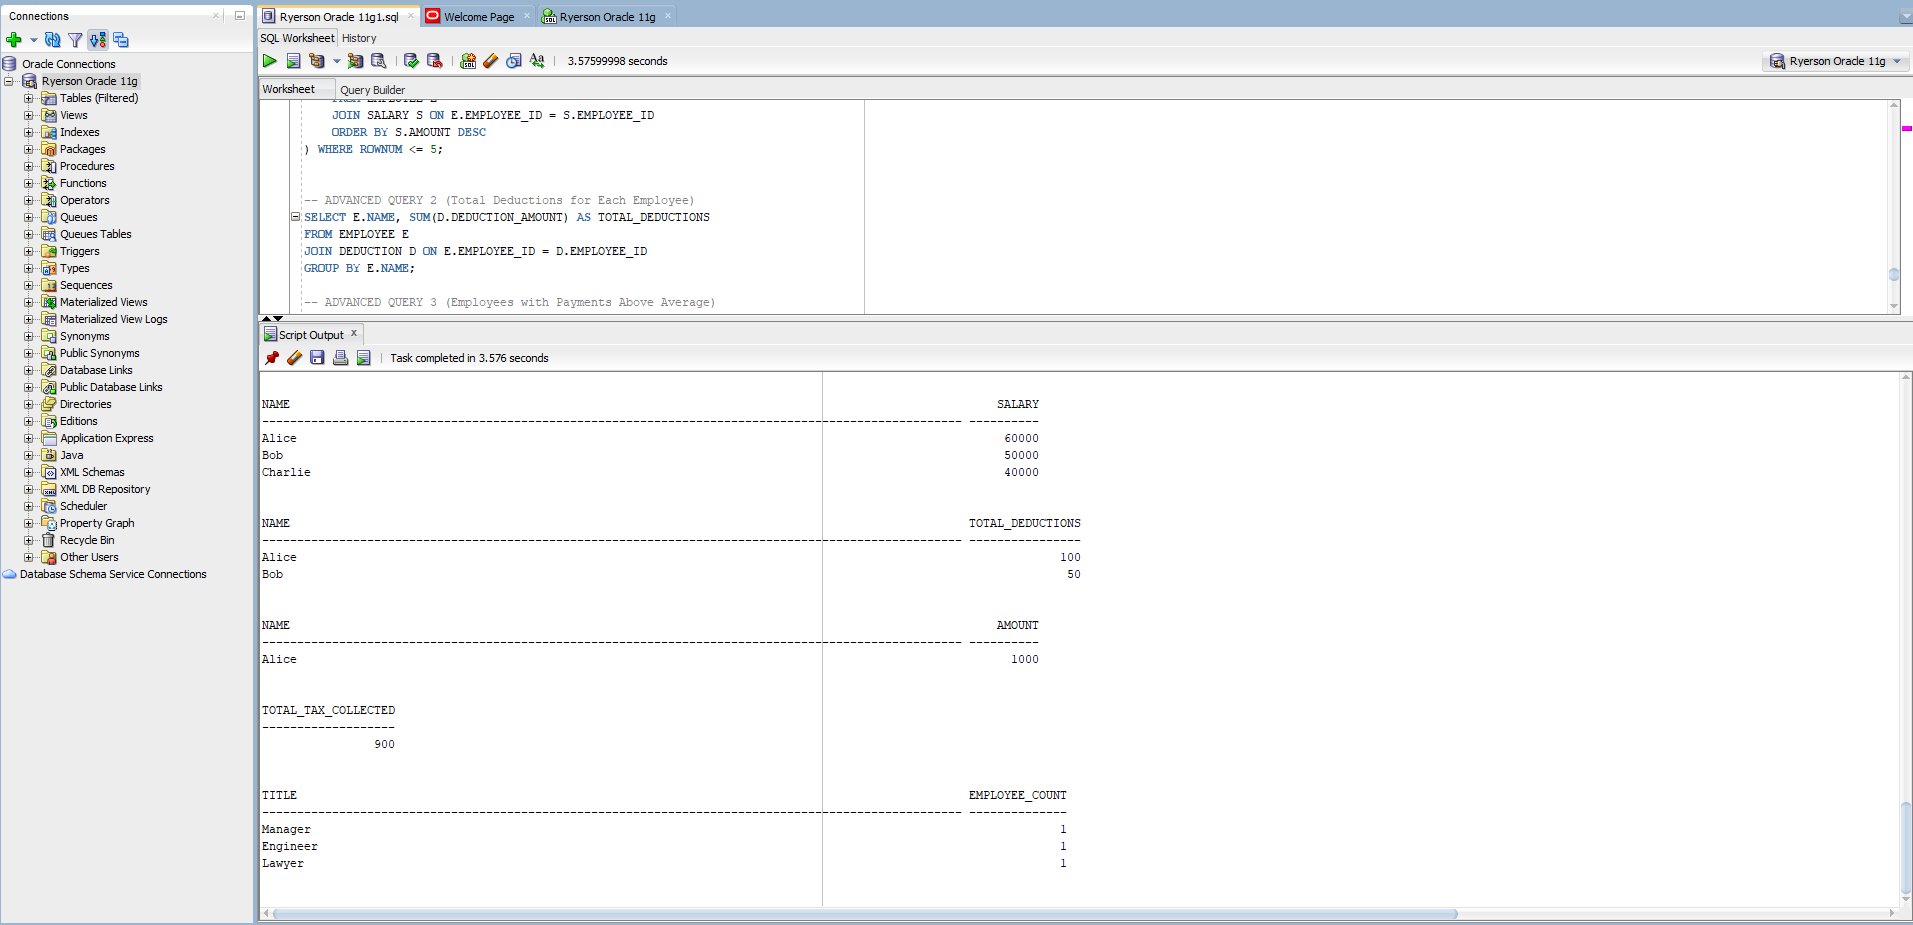 Connections
Oracle Connections
Ryerson Oracle 11g
Tables (Filtered)
Views
Indexes
Packages
Procedures
Functions
Operators
Queues
Queues Tables
Triggers
Types
Sequences
Materialized Views
Materialized View Logs
Synonyms
Public Synonyms
Database Links
Public Database Links
Directories
Editions
Application Express
Java
XML Schemas
XML DB Repository
Scheduler
Property Graph
Recycle Bin
Other Users
Database Schema Service Connections
Ryerson Oracle 11g1.sql Welcome Page Ryerson Oracle 11g
SQL Worksheet History
3.57599998 seconds Ryerson Oracle 11g
Worksheet Query Builder
FROM EMPLOYEE E
JOIN SALARY S ON E.EMPLOYEE_ID = S.EMPLOYEE_ID
ORDER BY S.AMOUNT DESC
) WHERE ROWNUM <= 5;
-- ADVANCED QUERY 2 (Total Deductions for Each Employee)
SELECT E.NAME, SUM(D.DEDUCTION_AMOUNT) AS TOTAL_DEDUCTIONS
FROM EMPLOYEE E
JOIN DEDUCTION D ON E.EMPLOYEE_ID = D.EMPLOYEE_ID
GROUP BY E.NAME;
-- ADVANCED QUERY 3 (Employees with Payments Above Average)
Script Output
Task completed in 3.576 seconds
NAME SALARY
---------------------------------------------------------------------------------------------------- ----------
Alice 60000
Bob 50000
Charlie 40000
NAME TOTAL_DEDUCTIONS
---------------------------------------------------------------------------------------------------- ----------------
Alice 100
Bob 50
NAME AMOUNT
---------------------------------------------------------------------------------------------------- ----------
Alice 1000
TOTAL_TAX_COLLECTED
-------------------
900
TITLE EMPLOYEE_COUNT
---------------------------------------------------------------------------------------------------- --------------
Manager 1
Engineer 1
Lawyer 1